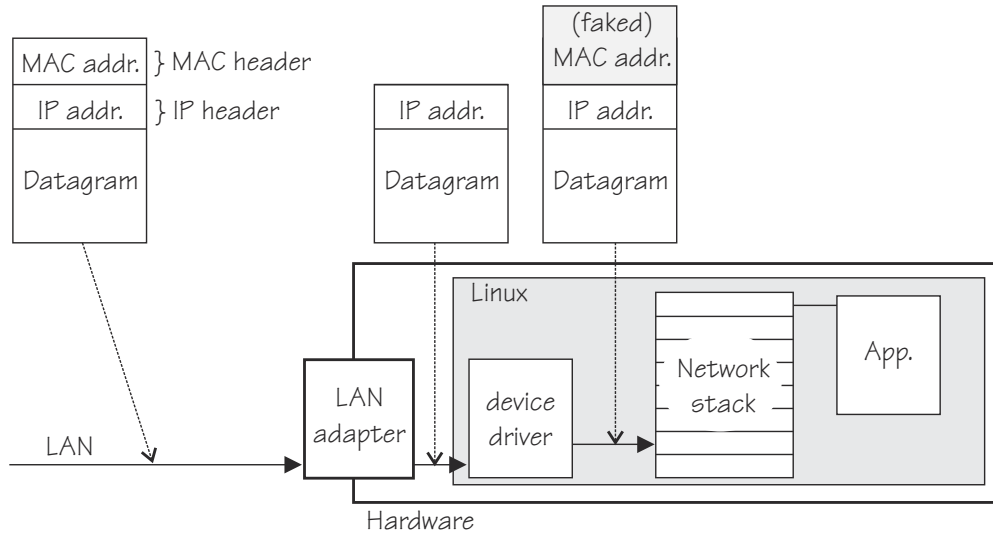 (faked)
MAC addr.
MAC addr. } MAC header
IP addr. } IP header
IP addr.
IP addr.
Datagram
Datagram
Datagram
Linux
App.
Network
stack
LAN
adapter
device
driver
LAN
Hardware